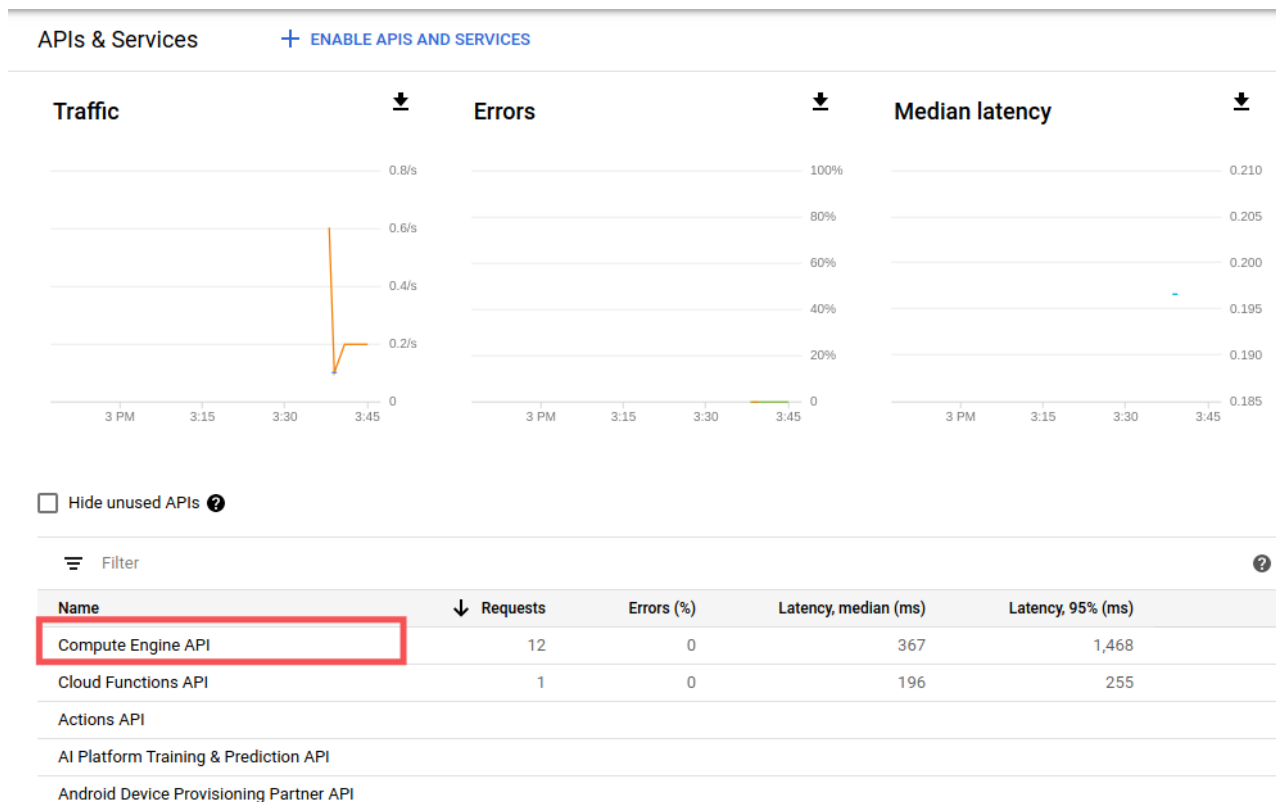 APIs & Services
ENABLE APIS AND SERVICES
Traffic
0.8/s
0.6/s
0.4/s
0.2/s
0
3 PM 3:15 3:30 3:45
Errors
100%
80%
60%
40%
20%
0
3 PM 3:15 3:30 3:45
Median latency
0.210
0.205
0.200
0.195
0.190
0.185
3 PM 3:15 3:30 3:45
Hide unused APIs
Filter
Name Requests Errors (%) Latency, median (ms) Latency, 95% (ms)
Compute Engine API 12 0 367 1,468
Cloud Functions API 1 0 196 255
Actions API
AI Platform Training & Prediction API
Android Device Provisioning Partner API